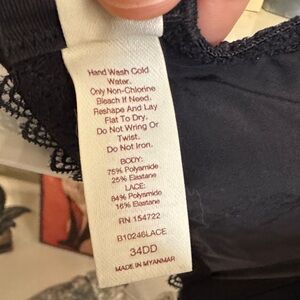 Hand Wash Cold
Water.
Only Non-Chlorine
Bleach If Need.
Reshape And Lay
Flat To Dry.
Do Not Wring Or
Twist.
Do Not Iron.
BODY:
75% Polyamide
25% Elastane
LACE:
84% Polyamide
16% Elastane
RN 154722
B10246LACE
34DD
MADE IN MYANMAR